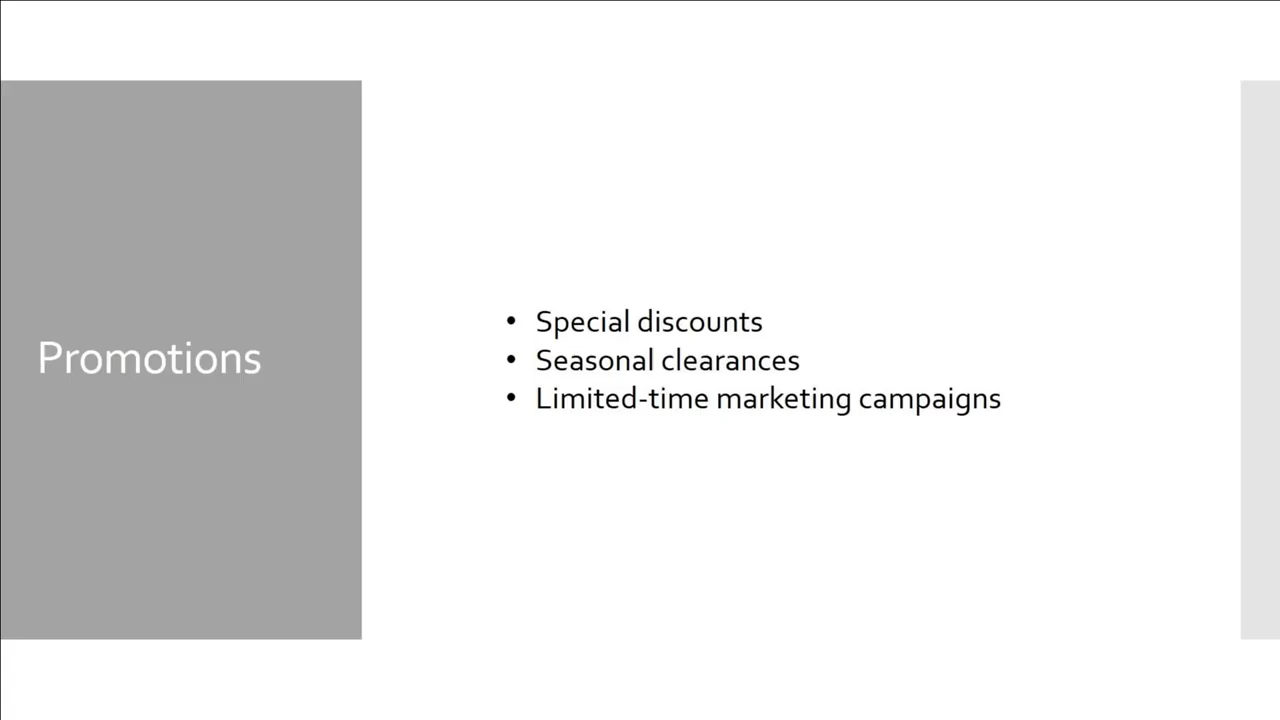 Promotions
• Special discounts
• Seasonal clearances
• Limited-time marketing campaigns